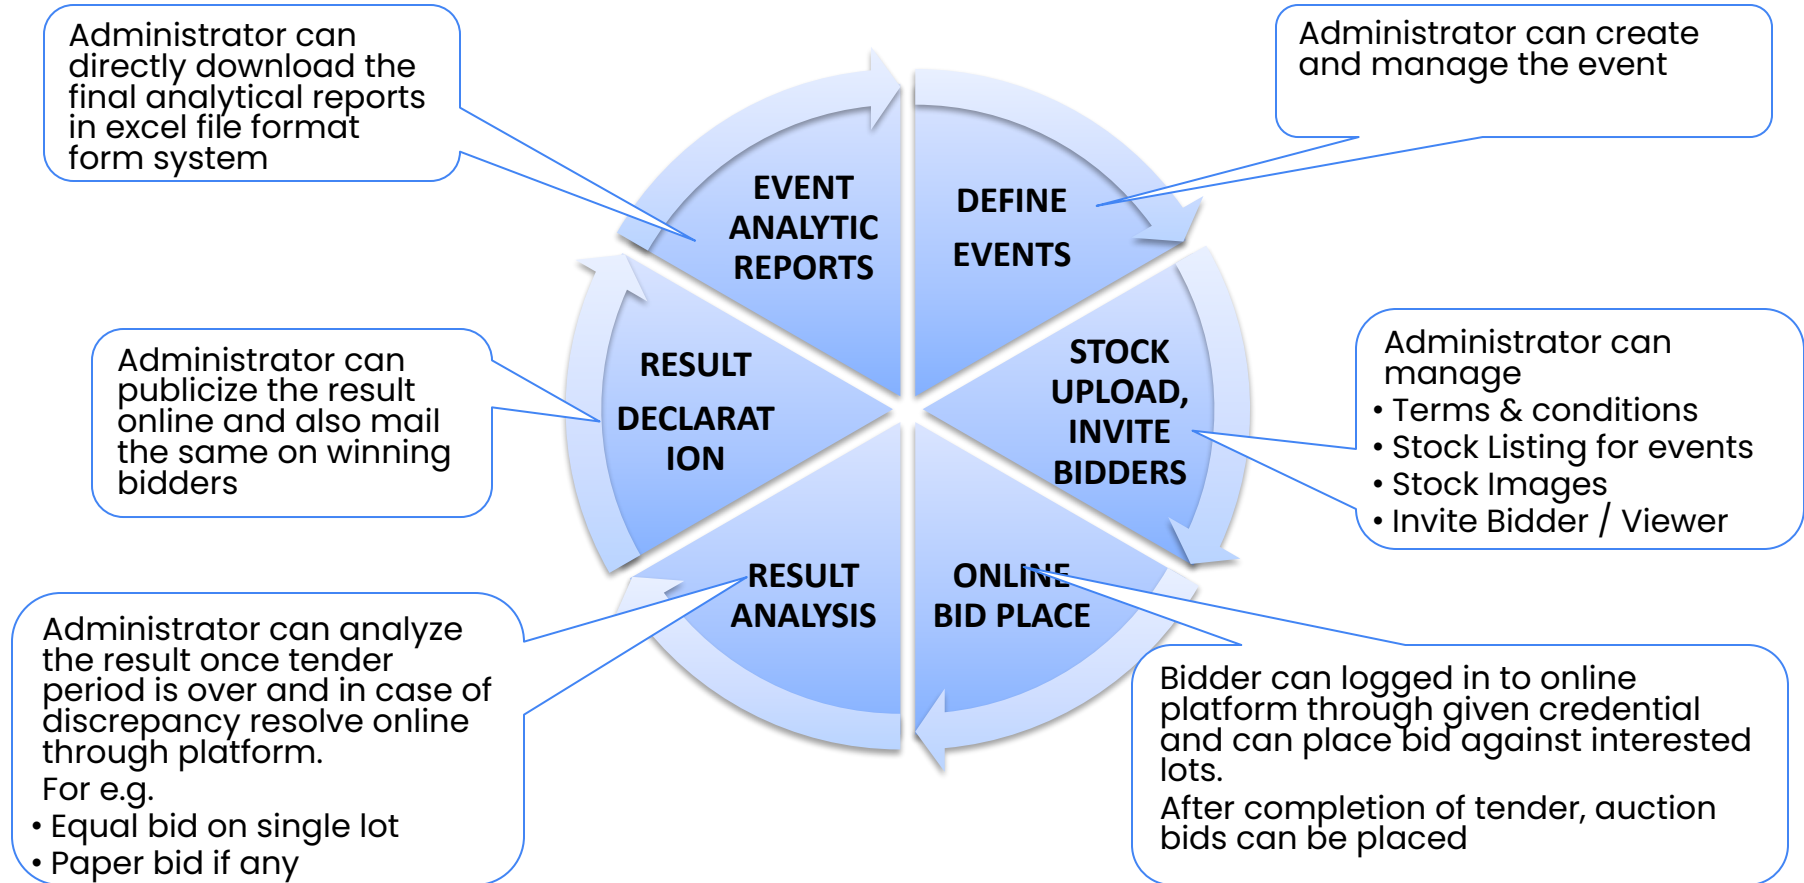 Administrator can
directly download the
final analytical reports
in excel file format
form system
Administrator can create
and manage the event
EVENT
ANALYTIC
REPORTS
DEFINE
EVENTS
Administrator can
publicize the result
online and also mail
the same on winning
bidders
RESULT
DECLARAT
ION
STOCK
UPLOAD,
INVITE
BIDDERS
Administrator can
manage
• Terms & conditions
• Stock Listing for events
• Stock Images
• Invite Bidder / Viewer
RESULT
ANALYSIS
ONLINE
BID PLACE
Administrator can analyze
the result once tender
period is over and in case of
discrepancy resolve online
through platform.
For e.g.
• Equal bid on single lot
• Paper bid if any
Bidder can logged in to online
platform through given credential
and can place bid against interested
lots.
After completion of tender, auction
bids can be placed